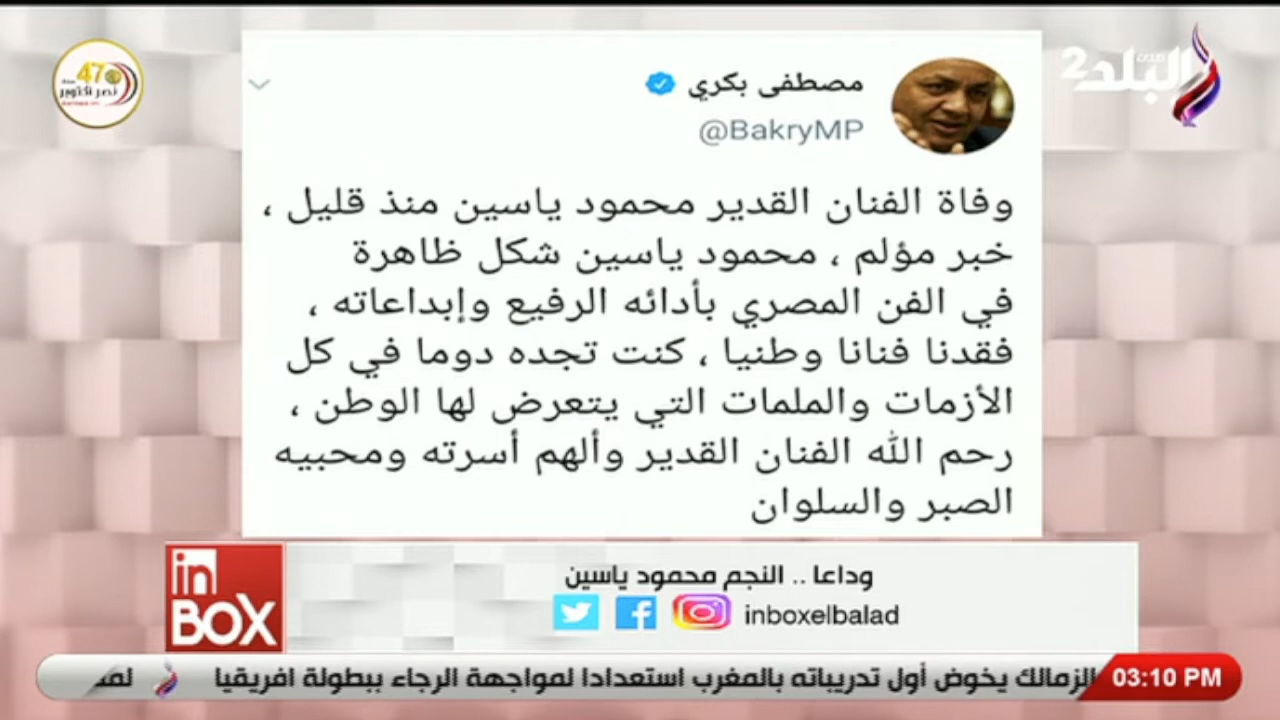 47 سنة
نصر أكتوبر
صدى البلد 2
مصطفى بكري
@BakryMP
وفاة الفنان القدير محمود ياسين منذ قليل ،
خبر مؤلم ، محمود ياسين شكل ظاهرة
في الفن المصري بأدائه الرفيع وإبداعاته ،
فقدنا فنانا وطنيا ، كنت تجده دوما في كل
الأزمات والملمات التي يتعرض لها الوطن ،
رحم الله الفنان القدير وألهم أسرته ومحبيه
الصبر والسلوان
in BOX
وداعا .. النجم محمود ياسين
inboxelbalad
03:10 PM
الزمالك يخوض أول تدريباته بالمغرب استعدادا لمواجهة الرجاء ببطولة افريقيا